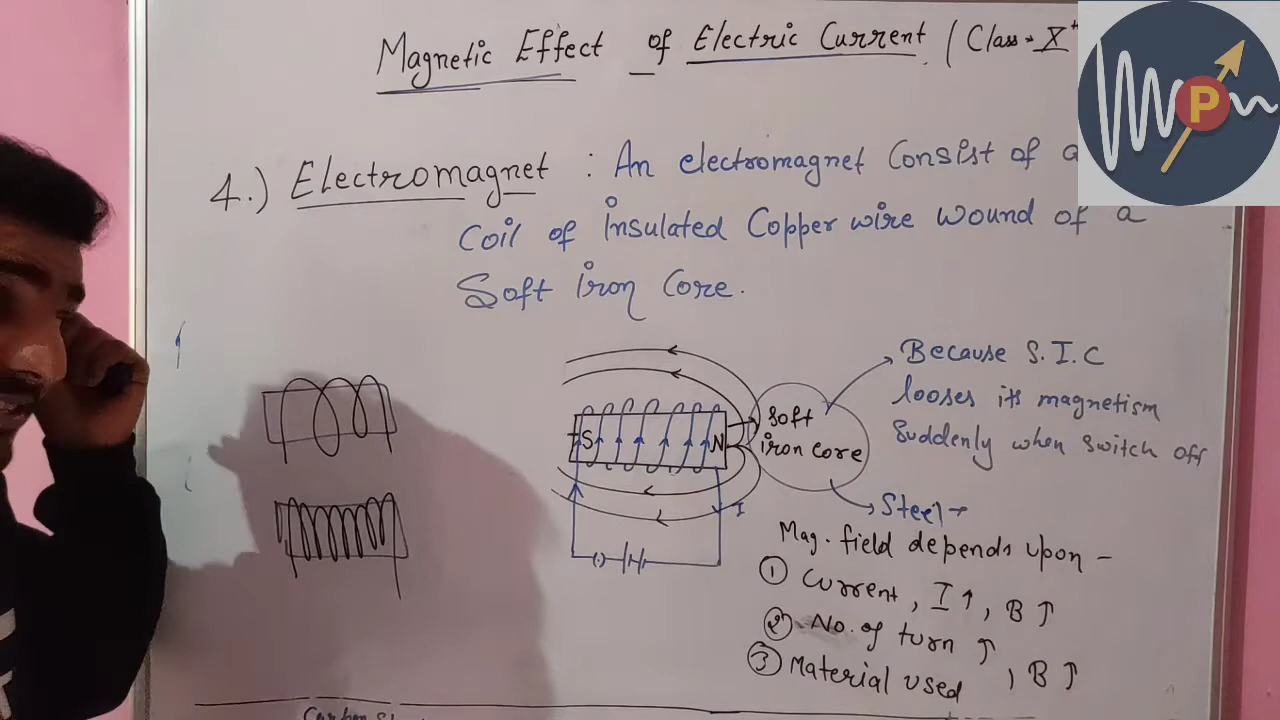 Magnetic Effect of Electric Current (Class - X
P
4.) Electromagnet : An electromagnet Consist of a
Coil of insulated Copper wire wound of a
Soft iron Core.
Because S.I.C
looses its magnetism
suddenly when switch off
S N
Soft
iron core
I
Steel →
Mag. field depends upon –
① Current, I ↑, B ↑
② No. of turn ↑, B ↑
③ Material used